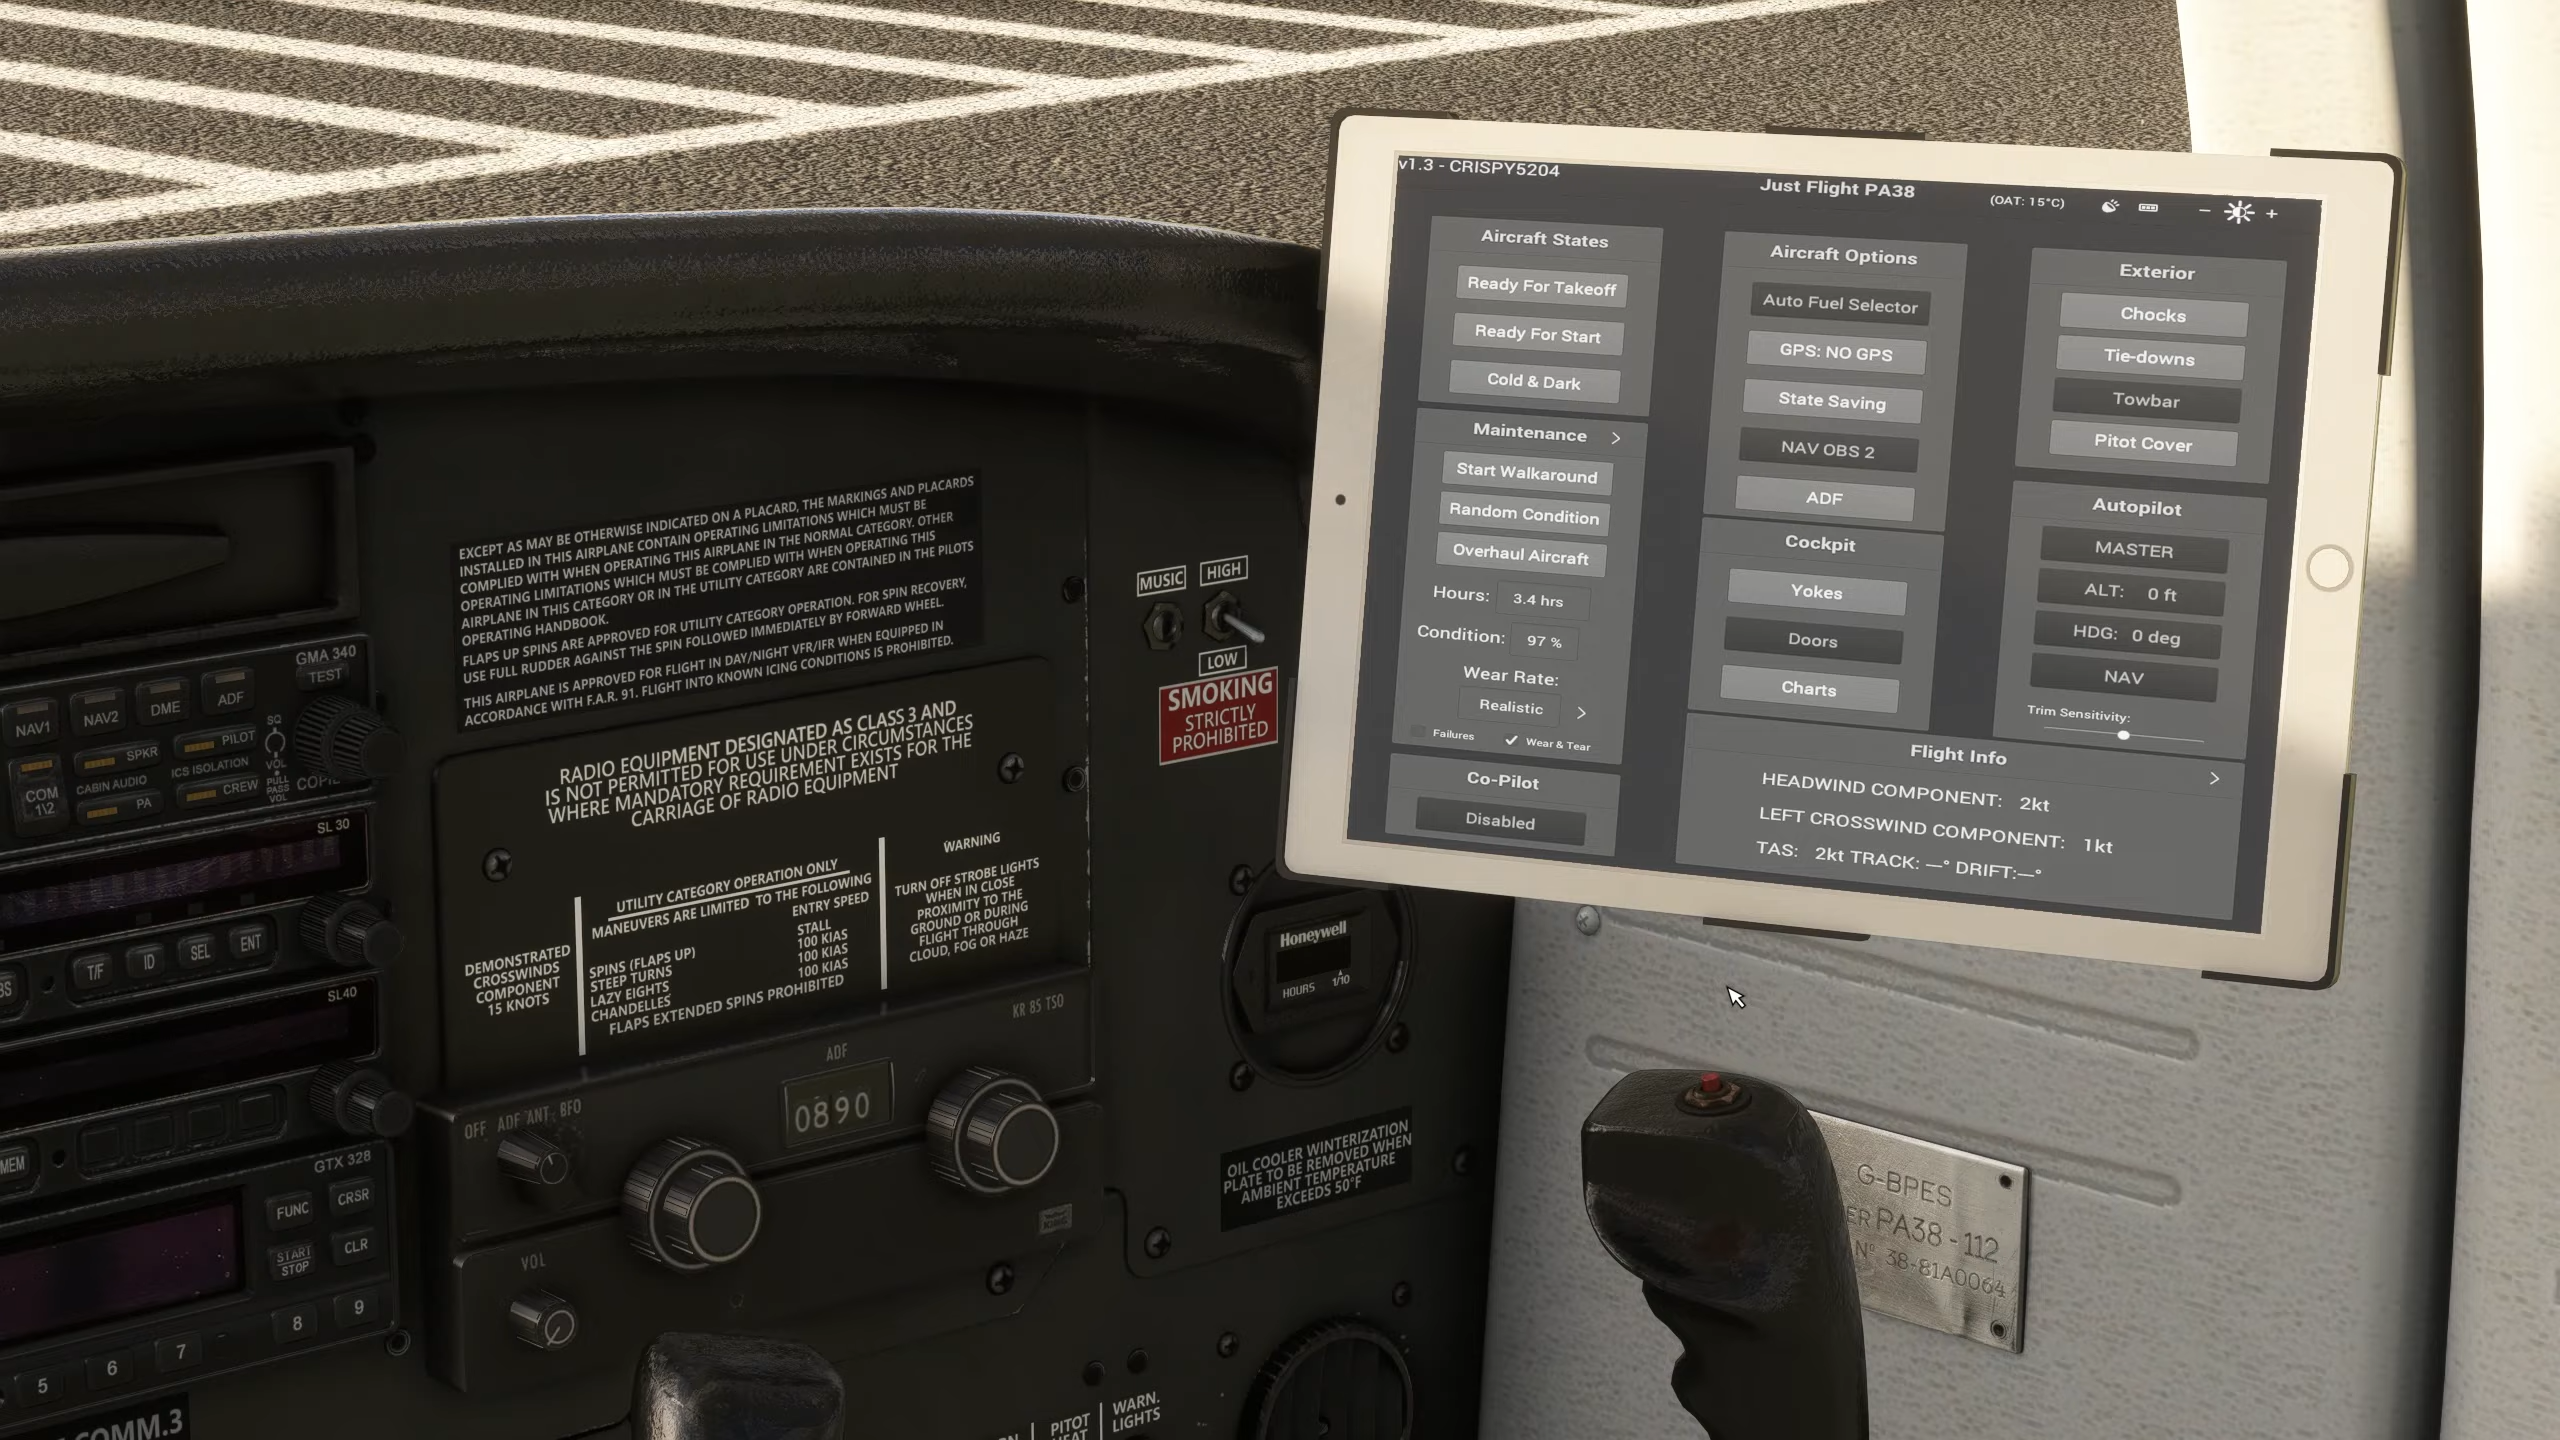 v1.3 - CRISPY5204
Just Flight PA38
(OAT: 15°C)
− +
Aircraft States
Ready For Takeoff
Ready For Start
Cold & Dark
Maintenance >
Start Walkaround
Random Condition
Overhaul Aircraft
Hours: 3.4 hrs
Condition: 97 %
Wear Rate:
Realistic >
Failures Wear & Tear
Co-Pilot
Disabled
Aircraft Options
Auto Fuel Selector
GPS: NO GPS
State Saving
NAV OBS 2
ADF
Cockpit
Yokes
Doors
Charts
Exterior
Chocks
Tie-downs
Towbar
Pitot Cover
Autopilot
MASTER
ALT: 0 ft
HDG: 0 deg
NAV
Trim Sensitivity:
Flight Info >
HEADWIND COMPONENT: 2kt
LEFT CROSSWIND COMPONENT: 1kt
TAS: 2kt TRACK: —° DRIFT:—°
EXCEPT AS MAY BE OTHERWISE INDICATED ON A PLACARD, THE MARKINGS AND PLACARDS
INSTALLED IN THIS AIRPLANE CONTAIN OPERATING LIMITATIONS WHICH MUST BE
COMPLIED WITH WHEN OPERATING THIS AIRPLANE IN THE NORMAL CATEGORY. OTHER
OPERATING LIMITATIONS WHICH MUST BE COMPLIED WITH WHEN OPERATING THIS
AIRPLANE IN THIS CATEGORY OR IN THE UTILITY CATEGORY ARE CONTAINED IN THE PILOTS
OPERATING HANDBOOK.
FLAPS UP SPINS ARE APPROVED FOR UTILITY CATEGORY OPERATION. FOR SPIN RECOVERY,
USE FULL RUDDER AGAINST THE SPIN FOLLOWED IMMEDIATELY BY FORWARD WHEEL.
THIS AIRPLANE IS APPROVED FOR FLIGHT IN DAY/NIGHT VFR/IFR WHEN EQUIPPED IN
ACCORDANCE WITH F.A.R. 91. FLIGHT INTO KNOWN ICING CONDITIONS IS PROHIBITED.
MUSIC
HIGH
LOW
SMOKING
STRICTLY
PROHIBITED
RADIO EQUIPMENT DESIGNATED AS CLASS 3 AND
IS NOT PERMITTED FOR USE UNDER CIRCUMSTANCES
WHERE MANDATORY REQUIREMENT EXISTS FOR THE
CARRIAGE OF RADIO EQUIPMENT
DEMONSTRATED
CROSSWINDS
COMPONENT
15 KNOTS
UTILITY CATEGORY OPERATION ONLY
MANEUVERS ARE LIMITED TO THE FOLLOWING
ENTRY SPEED
SPINS (FLAPS UP) STALL
STEEP TURNS 100 KIAS
LAZY EIGHTS 100 KIAS
CHANDELLES 100 KIAS
FLAPS EXTENDED SPINS PROHIBITED
WARNING
TURN OFF STROBE LIGHTS
WHEN IN CLOSE
PROXIMITY TO THE
GROUND OR DURING
FLIGHT THROUGH
CLOUD, FOG OR HAZE
GMA 340
TEST
NAV1 NAV2 DME ADF
SQ
VOL
PULL
PASS
VOL
SPKR PILOT
CABIN AUDIO ICS ISOLATION
COM
1\2
PA CREW
SL 30
T/F ID SEL ENT
SL40
MEM
GTX 328
FUNC CRSR
START
STOP
CLR
5 6 7 8 9
COMM.3
KR 85 TSO
ADF
0890
OFF ADF ANT BFO
VOL
KING
Honeywell
HOURS 1/10
OIL COOLER WINTERIZATION
PLATE TO BE REMOVED WHEN
AMBIENT TEMPERATURE
EXCEEDS 50°F
PITOT
WARN.
LIGHTS
G-BPES
PA38 - 112
Nº 38-81A0064